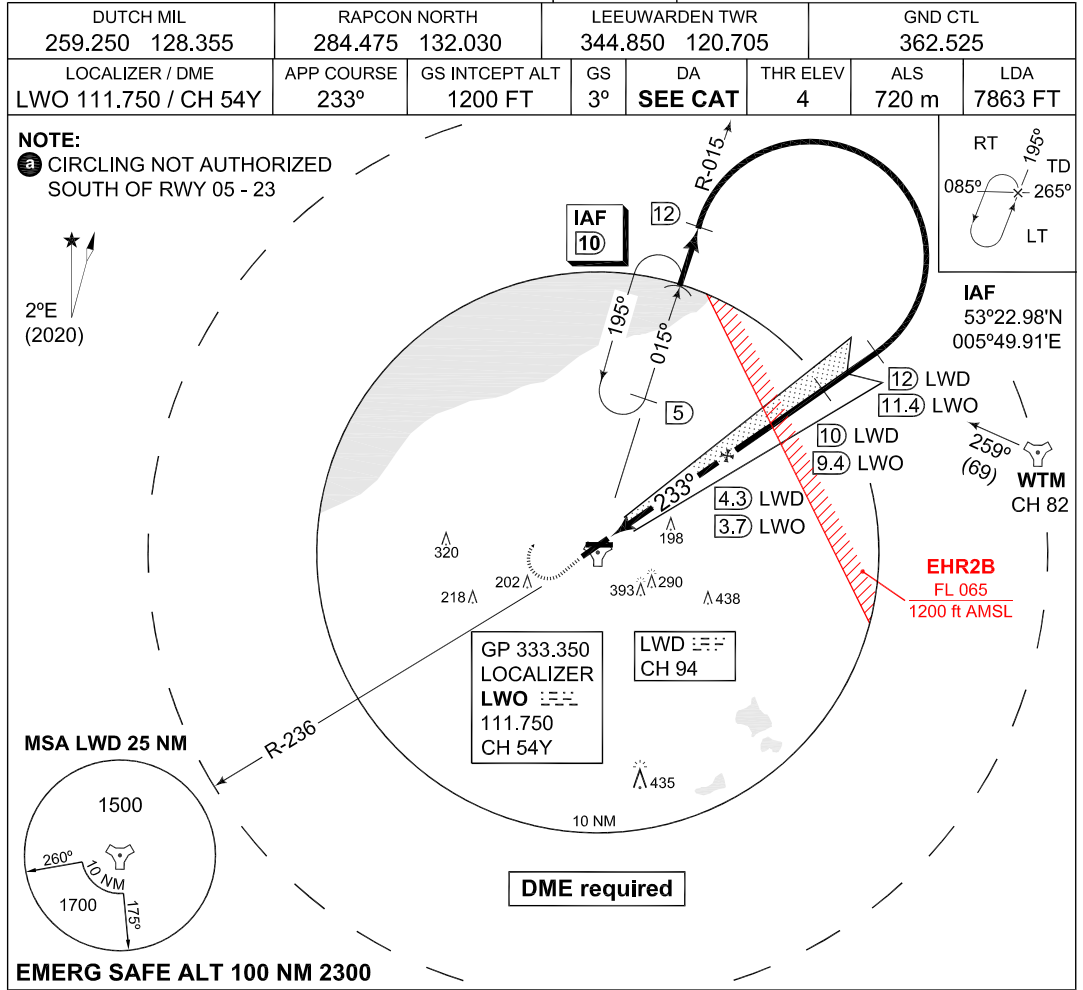 DUTCH MIL
259.250 128.355
RAPCON NORTH
284.475 132.030
LEEUWARDEN TWR
344.850 120.705
GND CTL
362.525
LOCALIZER / DME
LWO 111.750 / CH 54Y
APP COURSE
233º
GS INTCEPT ALT
1200 FT
GS
3º
DA
SEE CAT
THR ELEV
4
ALS
720 m
LDA
7863 FT
NOTE:
a CIRCLING NOT AUTHORIZED
SOUTH OF RWY 05 - 23
2ºE
(2020)
IAF
10
12
R-015
RT
195º
TD
085º
265º
LT
IAF
53º22.98'N
005º49.91'E
195º
015º
5
12 LWD
11.4 LWO
10 LWD
9.4 LWO
259º
(69)
WTM
CH 82
233º
4.3 LWD
3.7 LWO
320
198
202
218
393
290
438
EHR2B
FL 065
1200 ft AMSL
GP 333.350
LOCALIZER
LWO
111.750
CH 54Y
LWD
CH 94
R-236
435
10 NM
MSA LWD 25 NM
1500
260º
10 NM
1700
175º
DME required
EMERG SAFE ALT 100 NM 2300